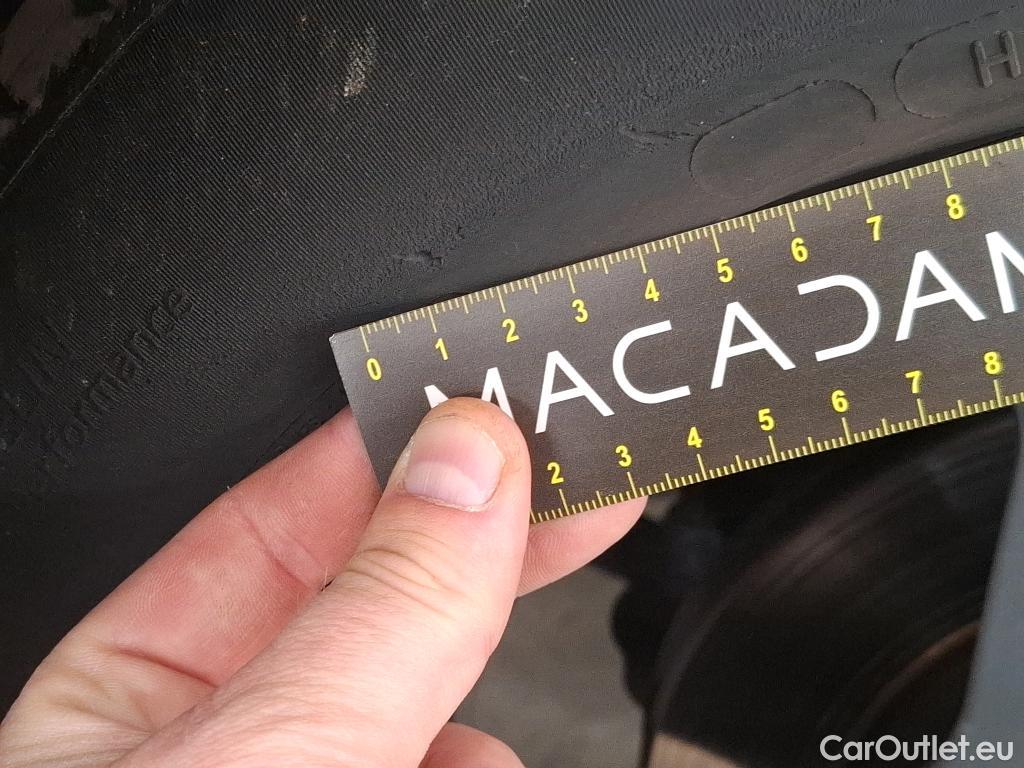 H
0 1 2 3 4 5 6 7 8
MACADAM
2 3 4 5 6 7 8
Performance
CarOutlet.eu